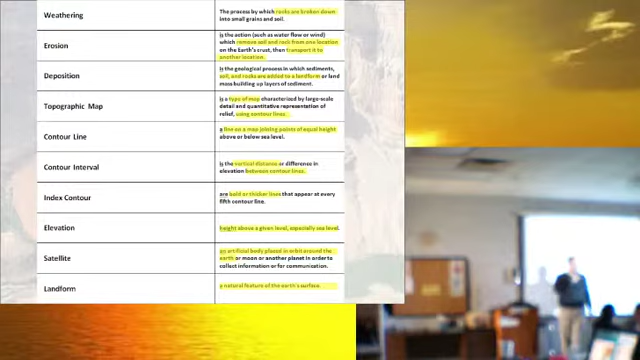 Weathering
The process by which rocks are broken down
into small grains and soil.
Erosion
is the action (such as water flow or wind)
which remove soil and rock from one location
on the Earth's crust, then transport it to
another location.
Deposition
is the geological process in which sediments,
soil, and rocks are added to a landform or land
mass building up layers of sediment.
Topographic Map
is a type of map characterized by large-scale
detail and quantitative representation of
relief, using contour lines.
Contour Line
a line on a map joining points of equal height
above or below sea level.
Contour Interval
is the vertical distance or difference in
elevation between contour lines.
Index Contour
are bold or thicker lines that appear at every
fifth contour line.
Elevation
height above a given level, especially sea level.
Satellite
an artificial body placed in orbit around the
earth or moon or another planet in order to
collect information or for communication.
Landform
a natural feature of the earth's surface.